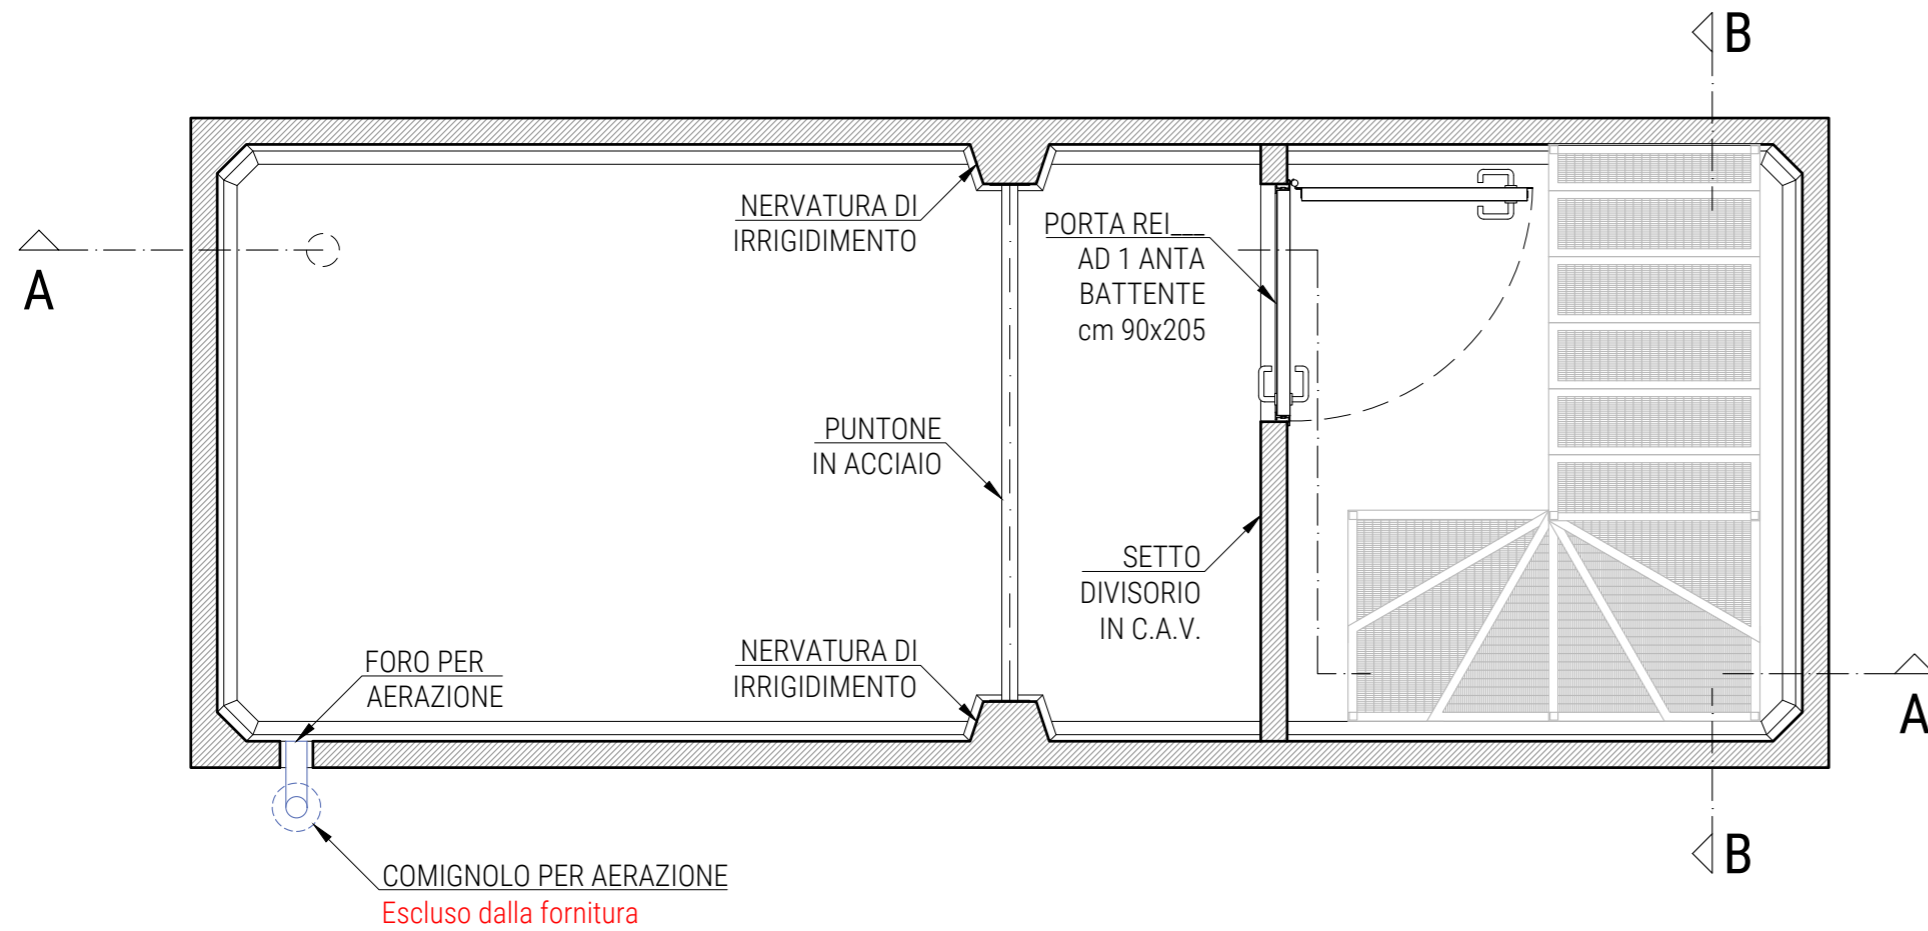 B
NERVATURA DI
IRRIGIDIMENTO
PORTA REI___
AD 1 ANTA
BATTENTE
cm 90x205
A
PUNTONE
IN ACCIAIO
SETTO
DIVISORIO
IN C.A.V.
NERVATURA DI
IRRIGIDIMENTO
FORO PER
AERAZIONE
A
B
COMIGNOLO PER AERAZIONE
Escluso dalla fornitura